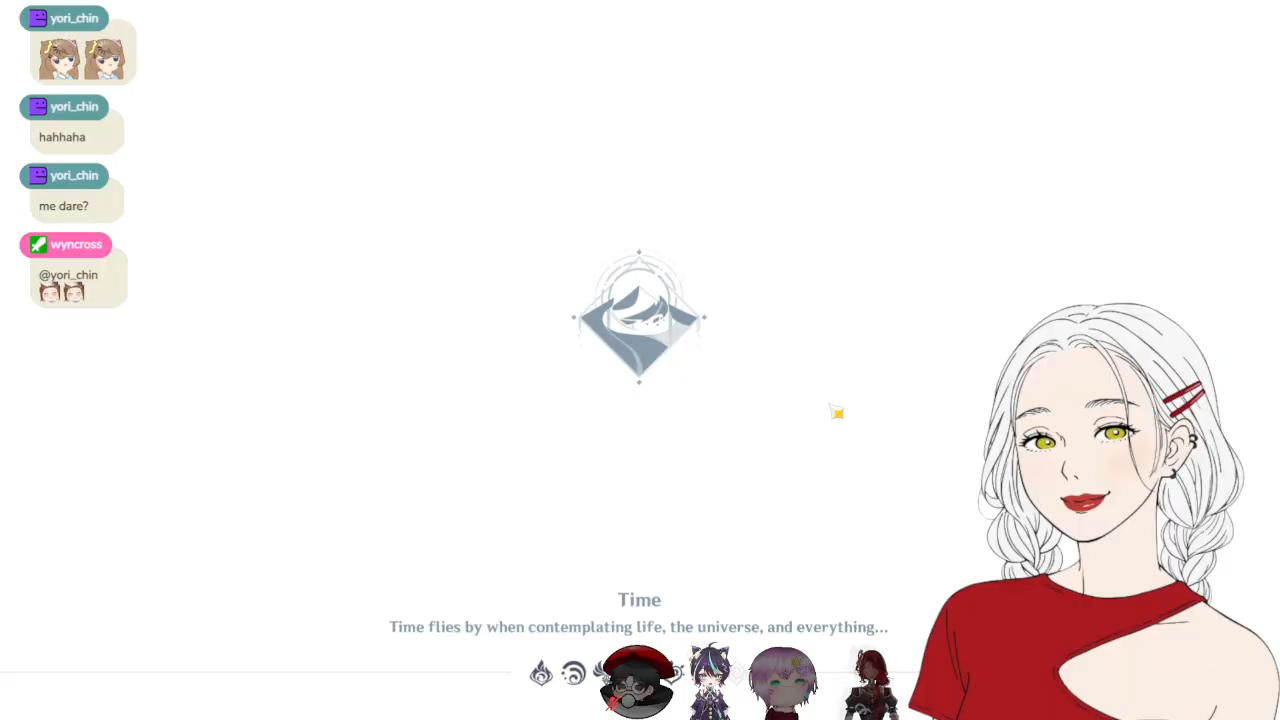 yori_chin
yori_chin
hahhaha
yori_chin
me dare?
wyncross
@yori_chin
Time
Time flies by when contemplating life, the universe, and everything...